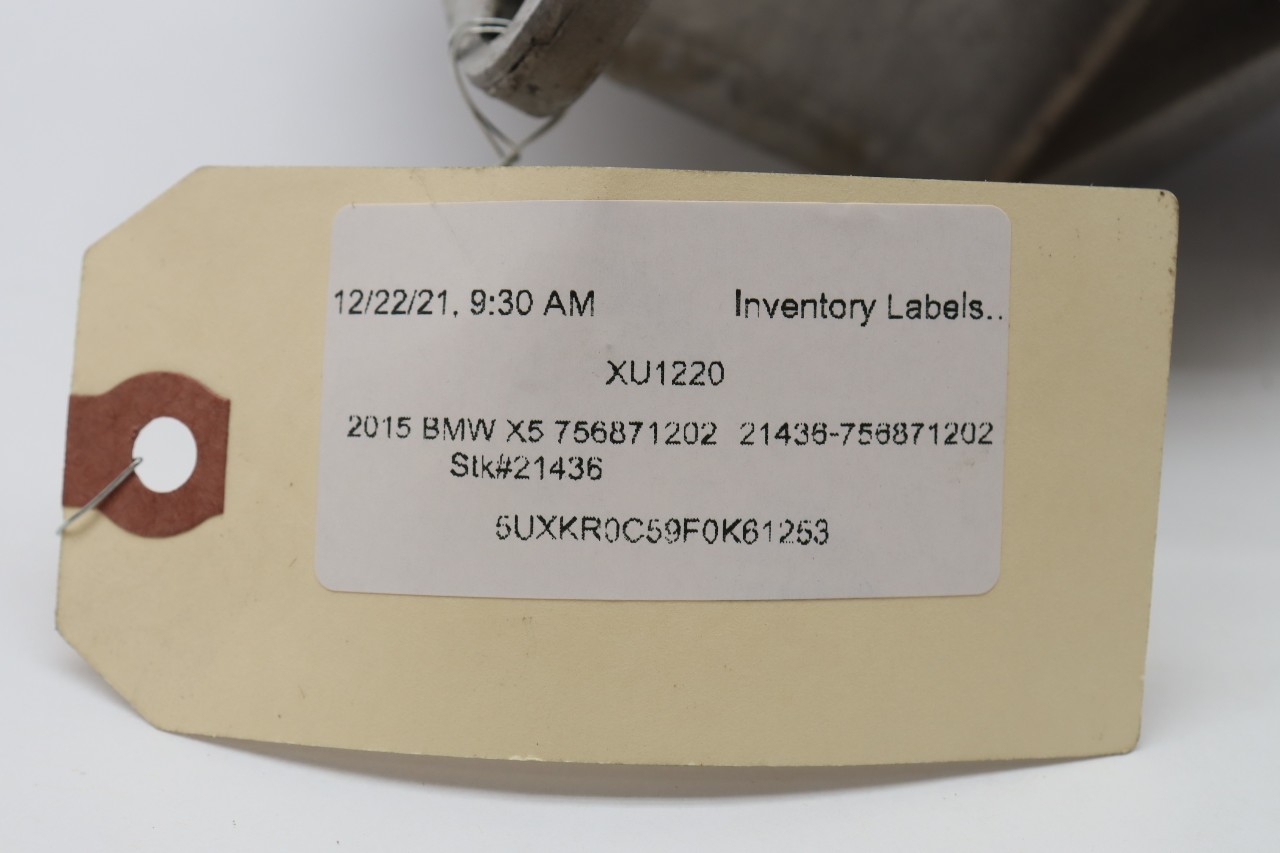 12/22/21, 9:30 AM Inventory Labels..
XU1220
2015 BMW X5 756871202 21436-756871202
Stk#21436
5UXKR0C59F0K61253